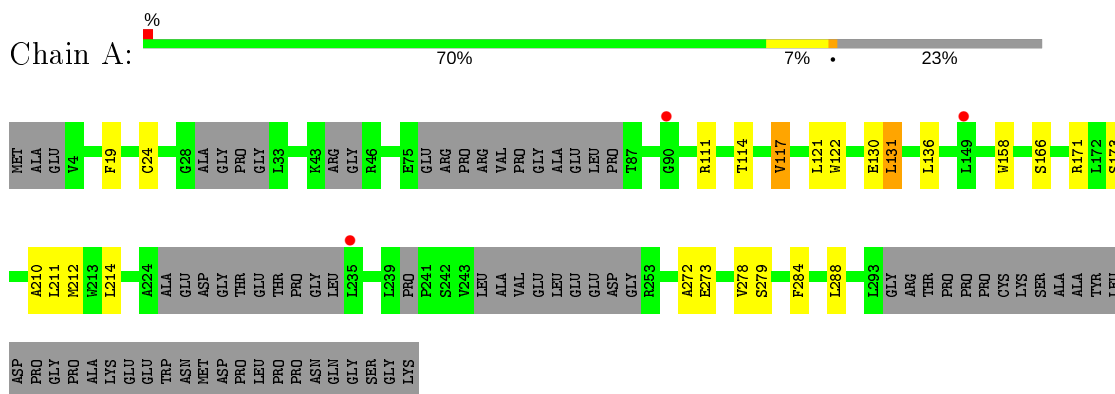 %
Chain A:
70% 7% • 23%
MET ALA GLU V4 F19 C24 G28 ALA GLY PRO GLY L33 K43 ARG GLY R46 E75 GLU ARG PRO ARG VAL PRO GLY ALA GLU LEU PRO T87 G90 R111 T114 V117 L121 W122 E130 L131 L136 L149 W158 S166 R171 L172 S173
A210 L211 M212 W213 L214 A224 ALA GLU ASP GLY THR GLU THR PRO GLY LEU L235 L239 PRO P241 S242 V243 LEU ALA VAL GLU LEU GLU GLU ASP GLY R253 A272 E273 V278 S279 F284 L288 L293 GLY ARG THR PRO PRO PRO CYS LYS SER ALA ALA TYR LEU
ASP PRO GLY PRO ALA LYS GLU GLU TRP ASN MET ASP PRO LEU PRO PRO ASN GLN GLY SER GLY LYS